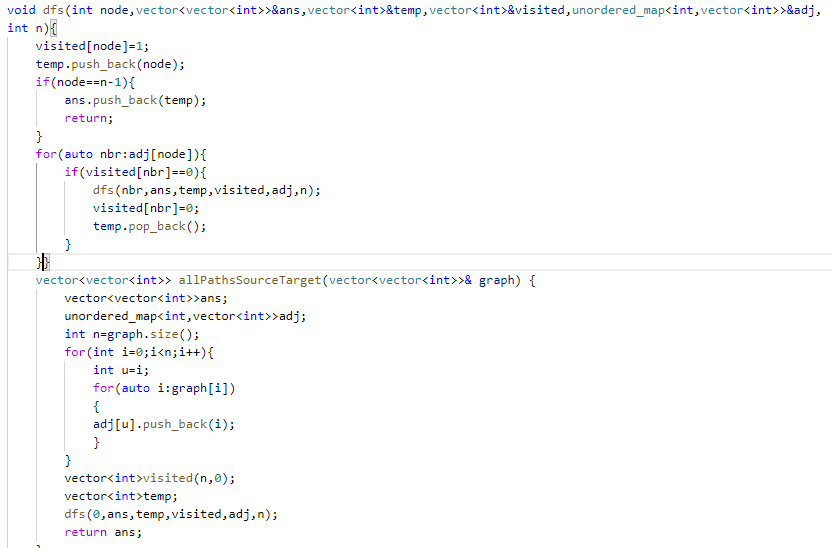 void dfs(int node,vector<vector<int>>&ans,vector<int>&temp,vector<int>&visited,unordered_map<int,vector<int>>&adj,
int n){
    visited[node]=1;
    temp.push_back(node);
    if(node==n-1){
        ans.push_back(temp);
        return;
    }
    for(auto nbr:adj[node]){
        if(visited[nbr]==0){
            dfs(nbr,ans,temp,visited,adj,n);
            visited[nbr]=0;
            temp.pop_back();
        }
    }}
    vector<vector<int>> allPathsSourceTarget(vector<vector<int>>& graph) {
        vector<vector<int>>ans;
        unordered_map<int,vector<int>>adj;
        int n=graph.size();
        for(int i=0;i<n;i++){
            int u=i;
            for(auto i:graph[i])
            {
            adj[u].push_back(i);
            }
        }
        vector<int>visited(n,0);
        vector<int>temp;
        dfs(0,ans,temp,visited,adj,n);
        return ans;